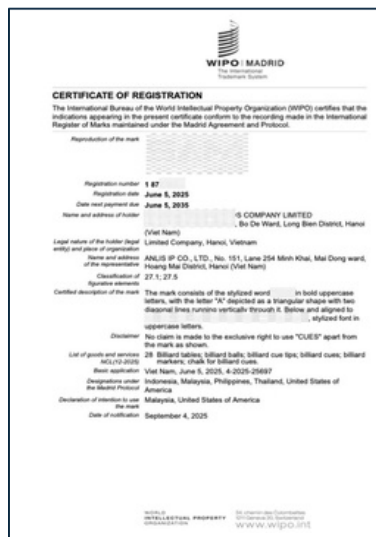 WIPO | MADRID
The International
Trademark System
CERTIFICATE OF REGISTRATION
The International Bureau of the World Intellectual Property Organization (WIPO) certifies that the
indications appearing in the present certificate conform to the recording made in the International
Register of Marks maintained under the Madrid Agreement and Protocol.
Reproduction of the mark
Registration number 1 87
Registration date June 5, 2025
Date next payment due June 5, 2035
Name and address of holder S COMPANY LIMITED
, Bo De Ward, Long Bien District, Hanoi
(Viet Nam)
Legal nature of the holder (legal entity) and place of organization Limited Company, Hanoi, Vietnam
Name and address of the representative ANLIS IP CO., LTD., No. 151, Lane 254 Minh Khai, Mai Dong ward,
Hoang Mai District, Hanoi (Viet Nam)
Classification of figurative elements 27.1; 27.5
Certified description of the mark The mark consists of the stylized word in bold uppercase
letters, with the letter "A" depicted as a triangular shape with two
diagonal lines running vertically through it. Below and aligned to
, stylized font in
uppercase letters.
Disclaimer No claim is made to the exclusive right to use "CUES" apart from
the mark as shown.
List of goods and services NCL(12-2025) 28 Billiard tables; billiard balls; billiard cue tips; billiard cues; billiard
markers; chalk for billiard cues.
Basic application Viet Nam, June 5, 2025, 4-2025-25697
Designations under the Madrid Protocol Indonesia, Malaysia, Philippines, Thailand, United States of
America
Declaration of intention to use the mark Malaysia, United States of America
Date of notification September 4, 2025
WORLD
INTELLECTUAL PROPERTY
ORGANIZATION
34 chemin des Colombettes
1211 Geneva 20, Switzerland
www.wipo.int